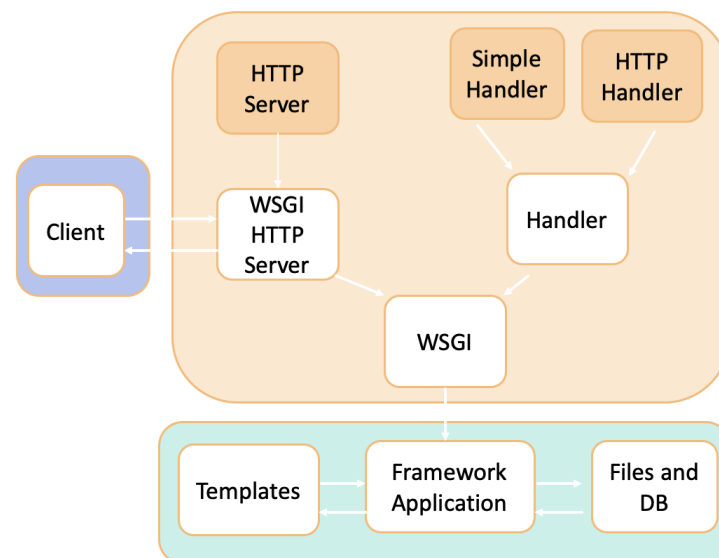 HTTP
Server
Simple
Handler
HTTP
Handler
Client
WSGI
HTTP
Server
Handler
WSGI
Templates
Framework
Application
Files and
DB